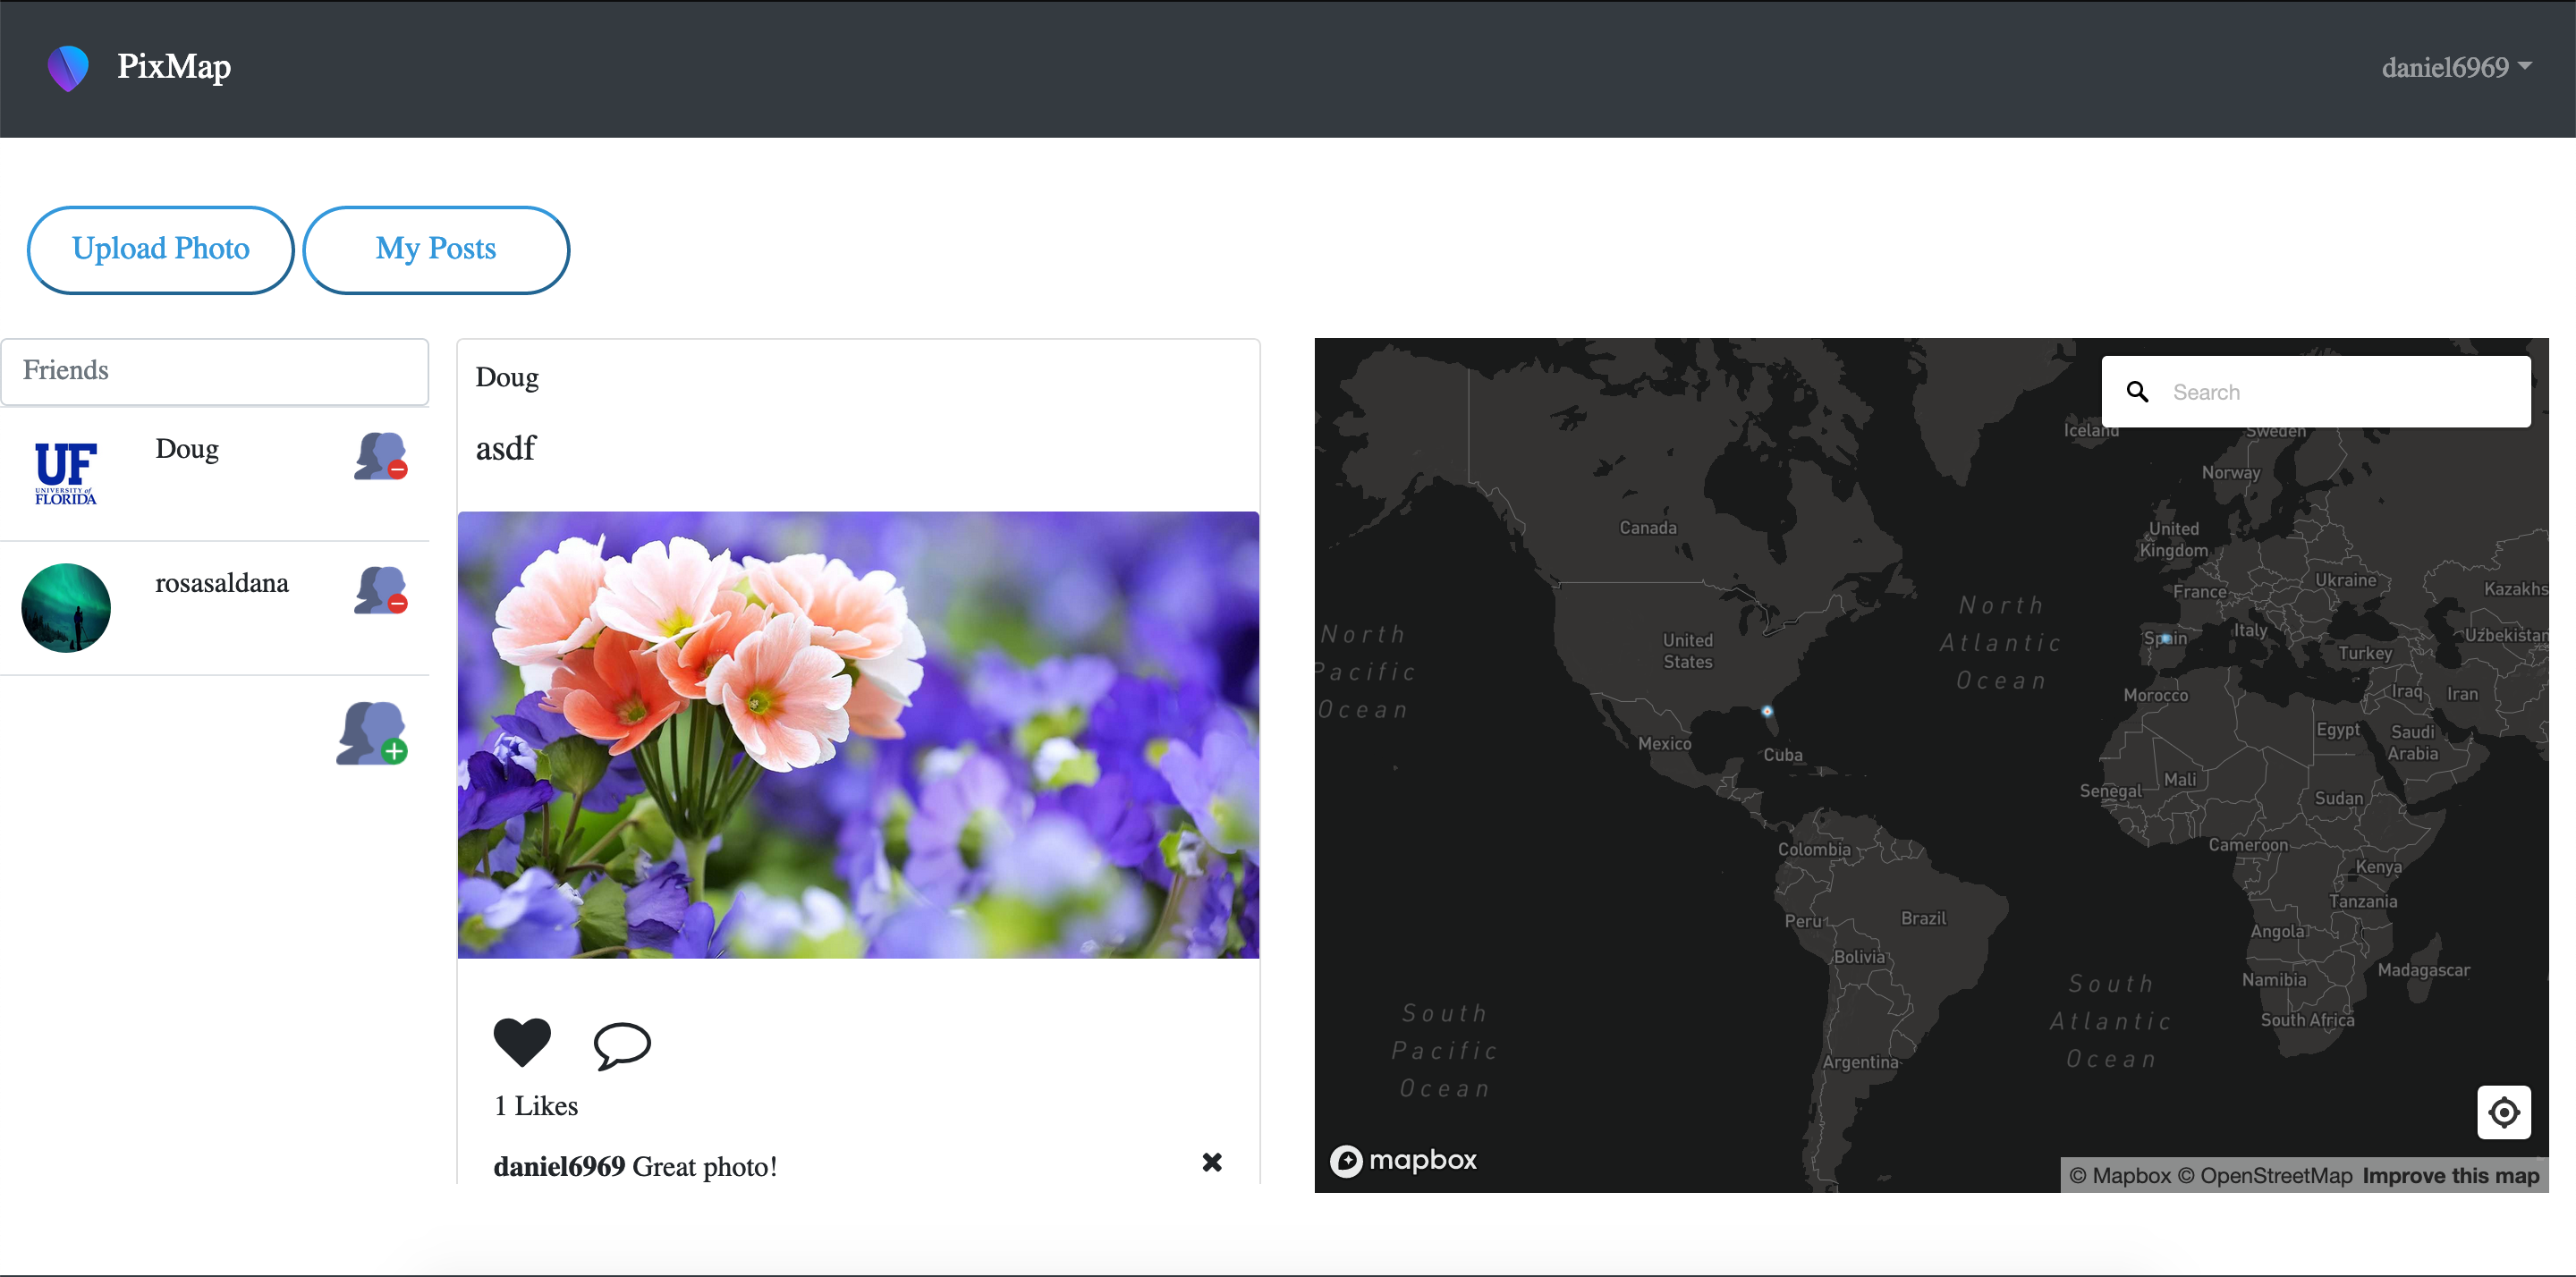 PixMap
daniel6969
Upload Photo
My Posts
Friends
UF
UNIVERSITY of
FLORIDA
Doug
rosasaldana
Doug
asdf
1 Likes
daniel6969 Great photo!
Search
Iceland
Sweden
Norway
Canada
United
Kingdom
Ukraine
France
Kazakhs
North
Atlantic
Ocean
North
Pacific
Ocean
United
States
Spain
Italy
Uzbekistan
Turkey
Morocco
Iraq
Iran
Mexico
Cuba
Egypt
Saudi
Arabia
Mali
Senegal
Sudan
Colombia
Cameroon
Kenya
Tanzania
Peru
Brazil
Angola
Bolivia
Madagascar
Namibia
South
Atlantic
Ocean
South
Pacific
Ocean
South Africa
Argentina
mapbox
© Mapbox © OpenStreetMap Improve this map